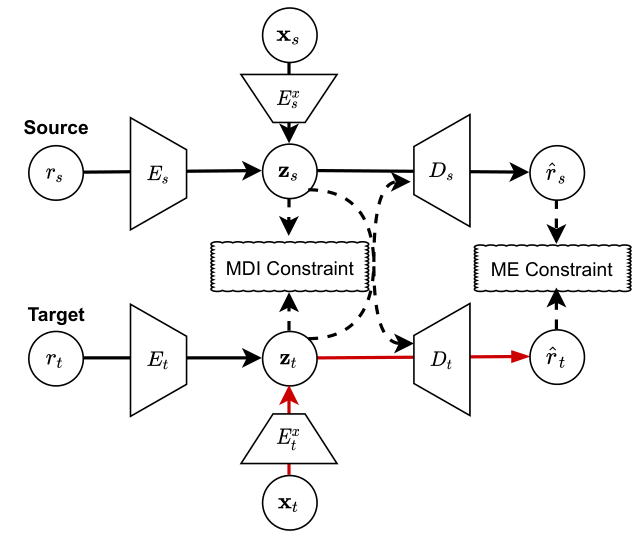 x_s
E_s^x
Source
r_s
E_s
z_s
D_s
r̂_s
MDI Constraint
ME Constraint
Target
r_t
E_t
z_t
D_t
r̂_t
E_t^x
x_t